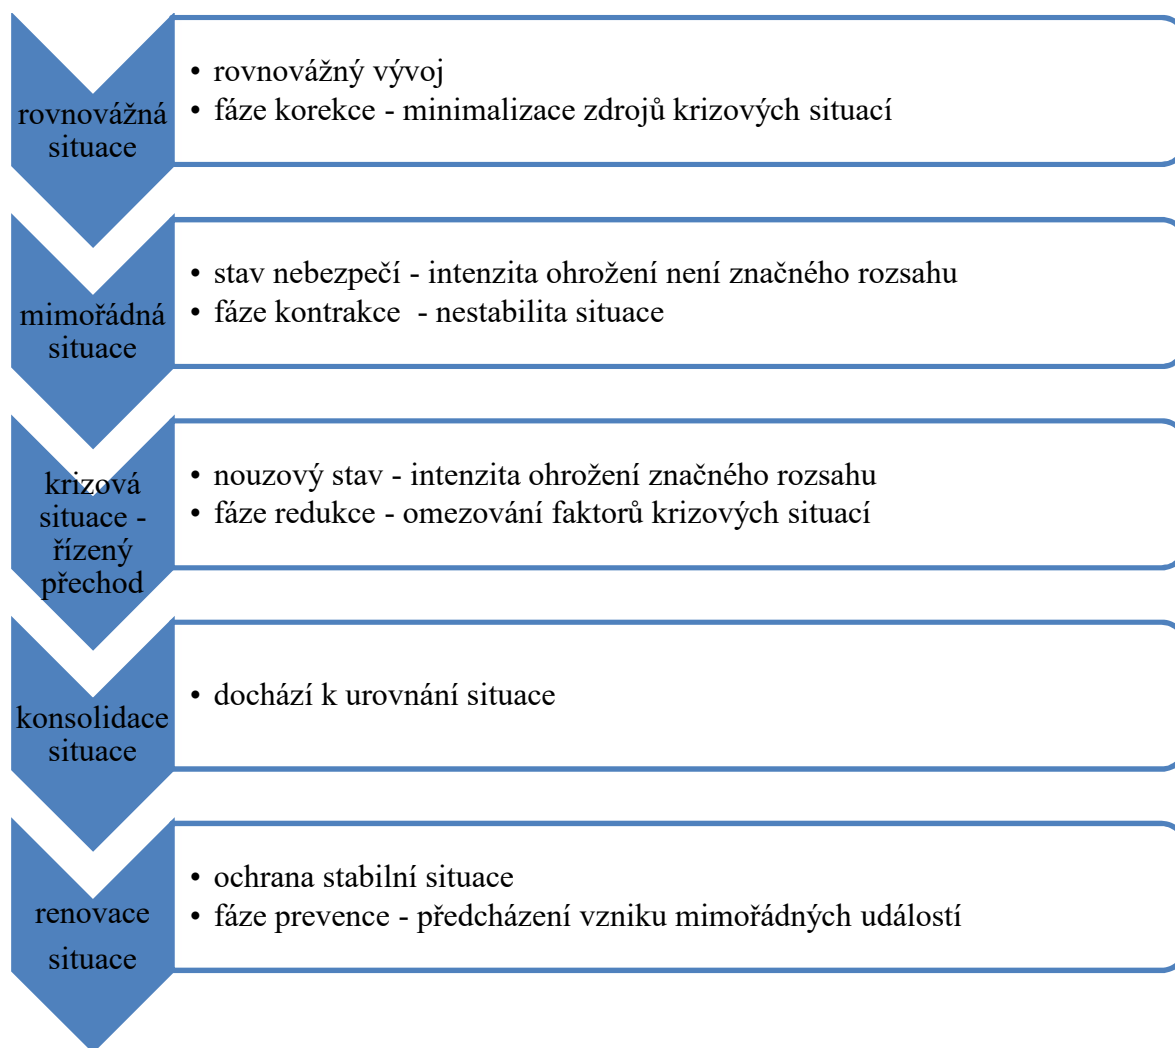 rovnovážná
situace
• rovnovážný vývoj
• fáze korekce - minimalizace zdrojů krizových situací
mimořádná
situace
• stav nebezpečí - intenzita ohrožení není značného rozsahu
• fáze kontrakce  - nestabilita situace
krizová
situace -
řízený
přechod
• nouzový stav - intenzita ohrožení značného rozsahu
• fáze redukce - omezování faktorů krizových situací
konsolidace
situace
• dochází k urovnání situace
renovace
situace
• ochrana stabilní situace
• fáze prevence - předcházení vzniku mimořádných událostí